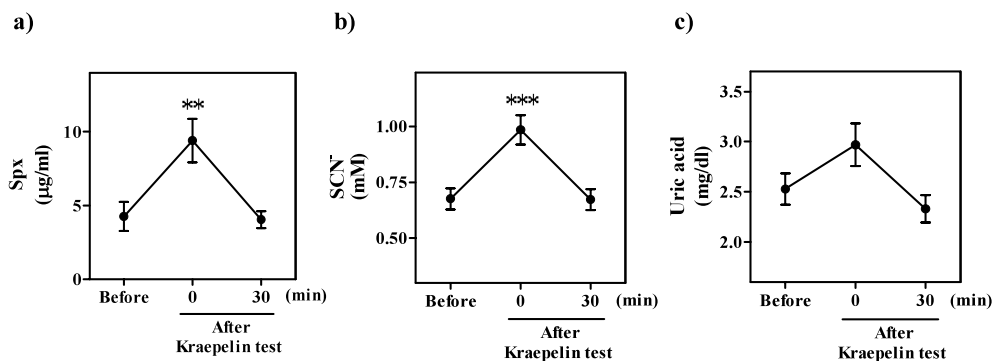 a)
Spx
(μg/ml)
10
5
0
**
Before 0 30 (min)
After
Kraepelin test
b)
SCN⁻
(mM)
1.00
0.75
0.50
***
Before 0 30 (min)
After
Kraepelin test
c)
Uric acid
(mg/dl)
3.5
3.0
2.5
2.0
Before 0 30 (min)
After
Kraepelin test